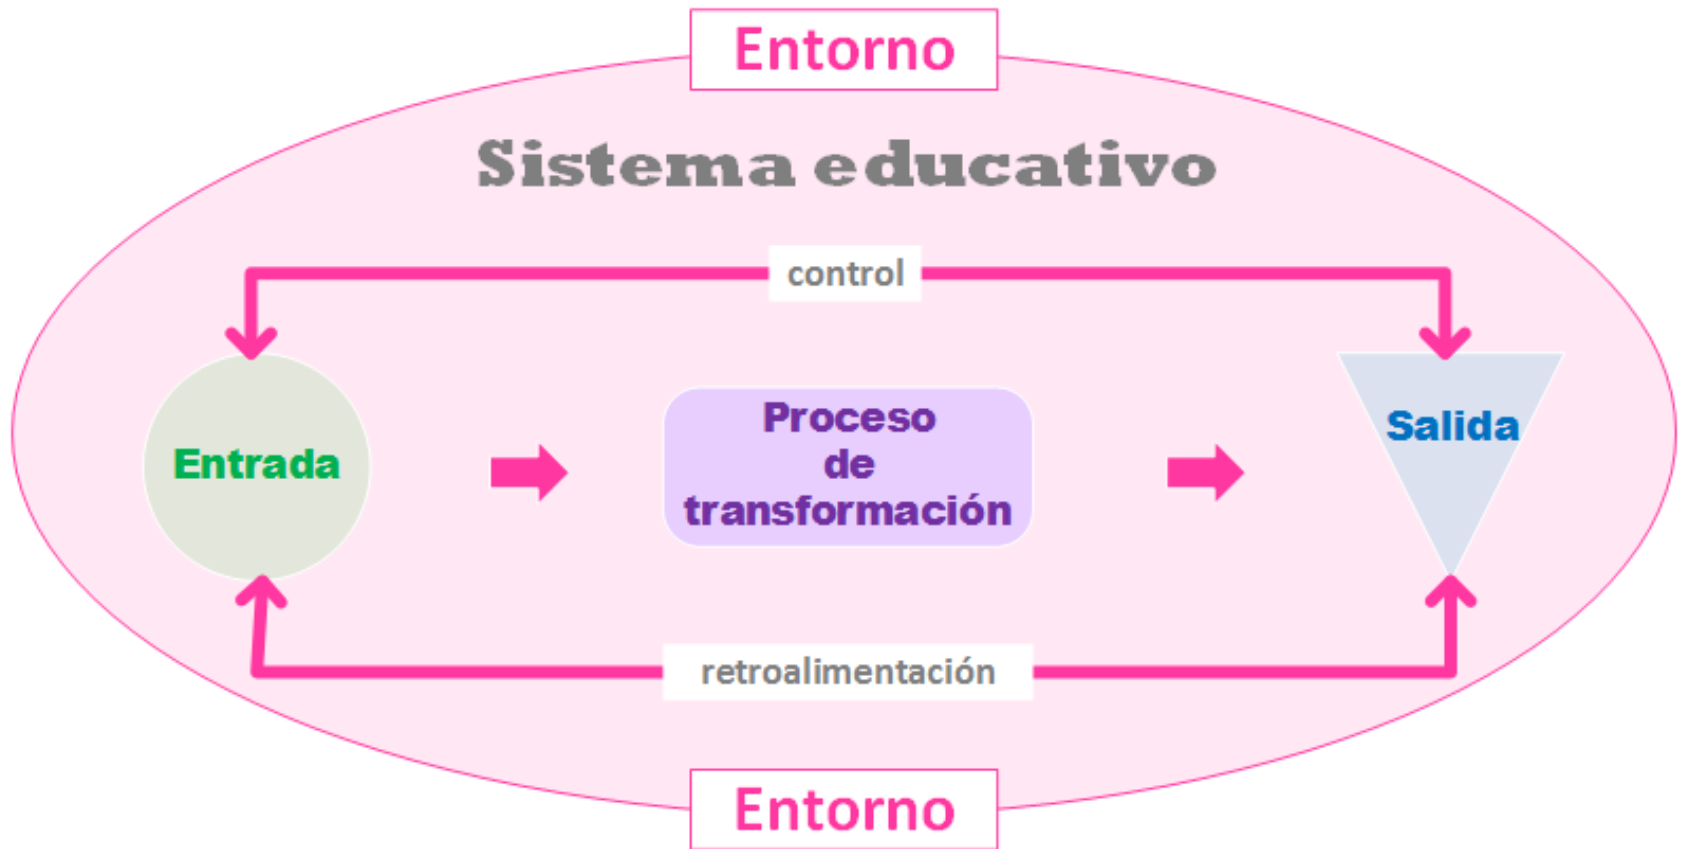 Entorno
Sistema educativo
control
Entrada
Proceso
de
transformación
Salida
retroalimentación
Entorno